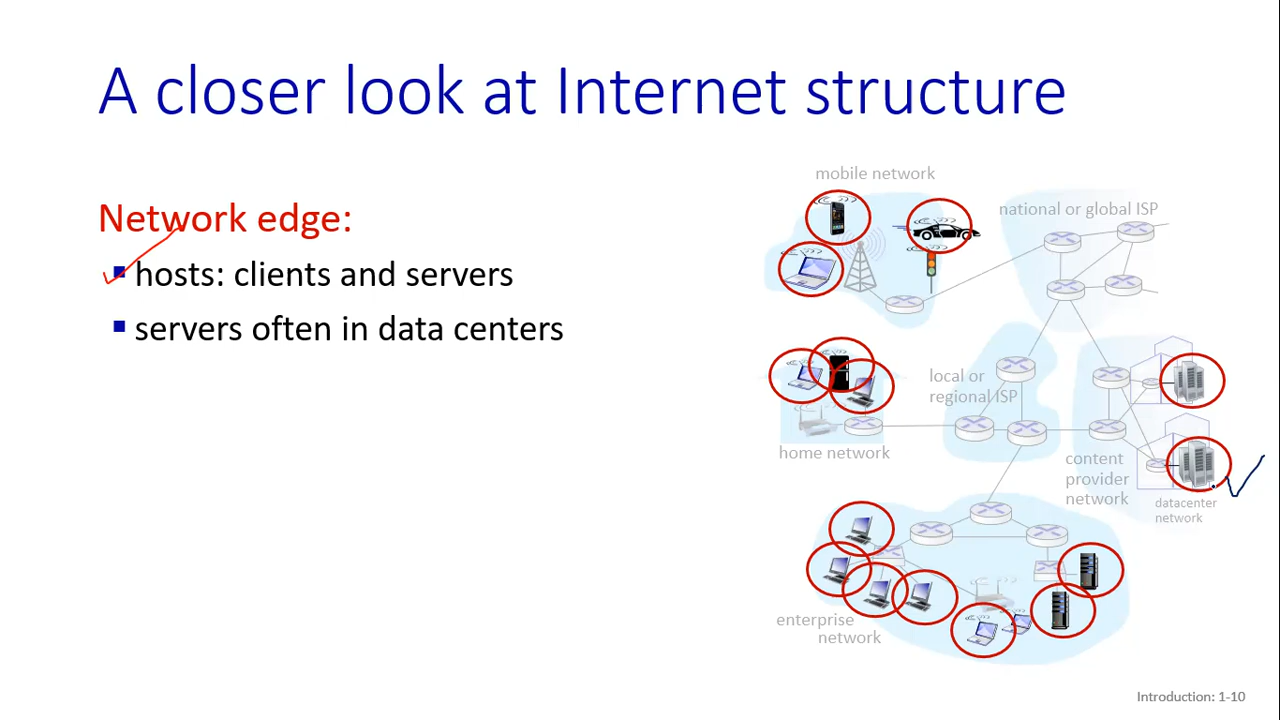 A closer look at Internet structure
Network edge:
hosts: clients and servers
servers often in data centers
mobile network
national or global ISP
local or
regional ISP
home network
content
provider
network
datacenter
network
enterprise
network
Introduction: 1-10